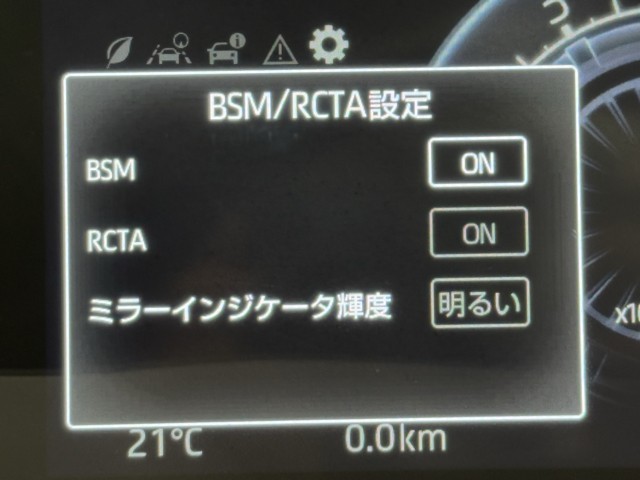 BSM/RCTA設定
BSM ON
RCTA ON
ミラーインジケータ輝度 明るい
21℃ 0.0km